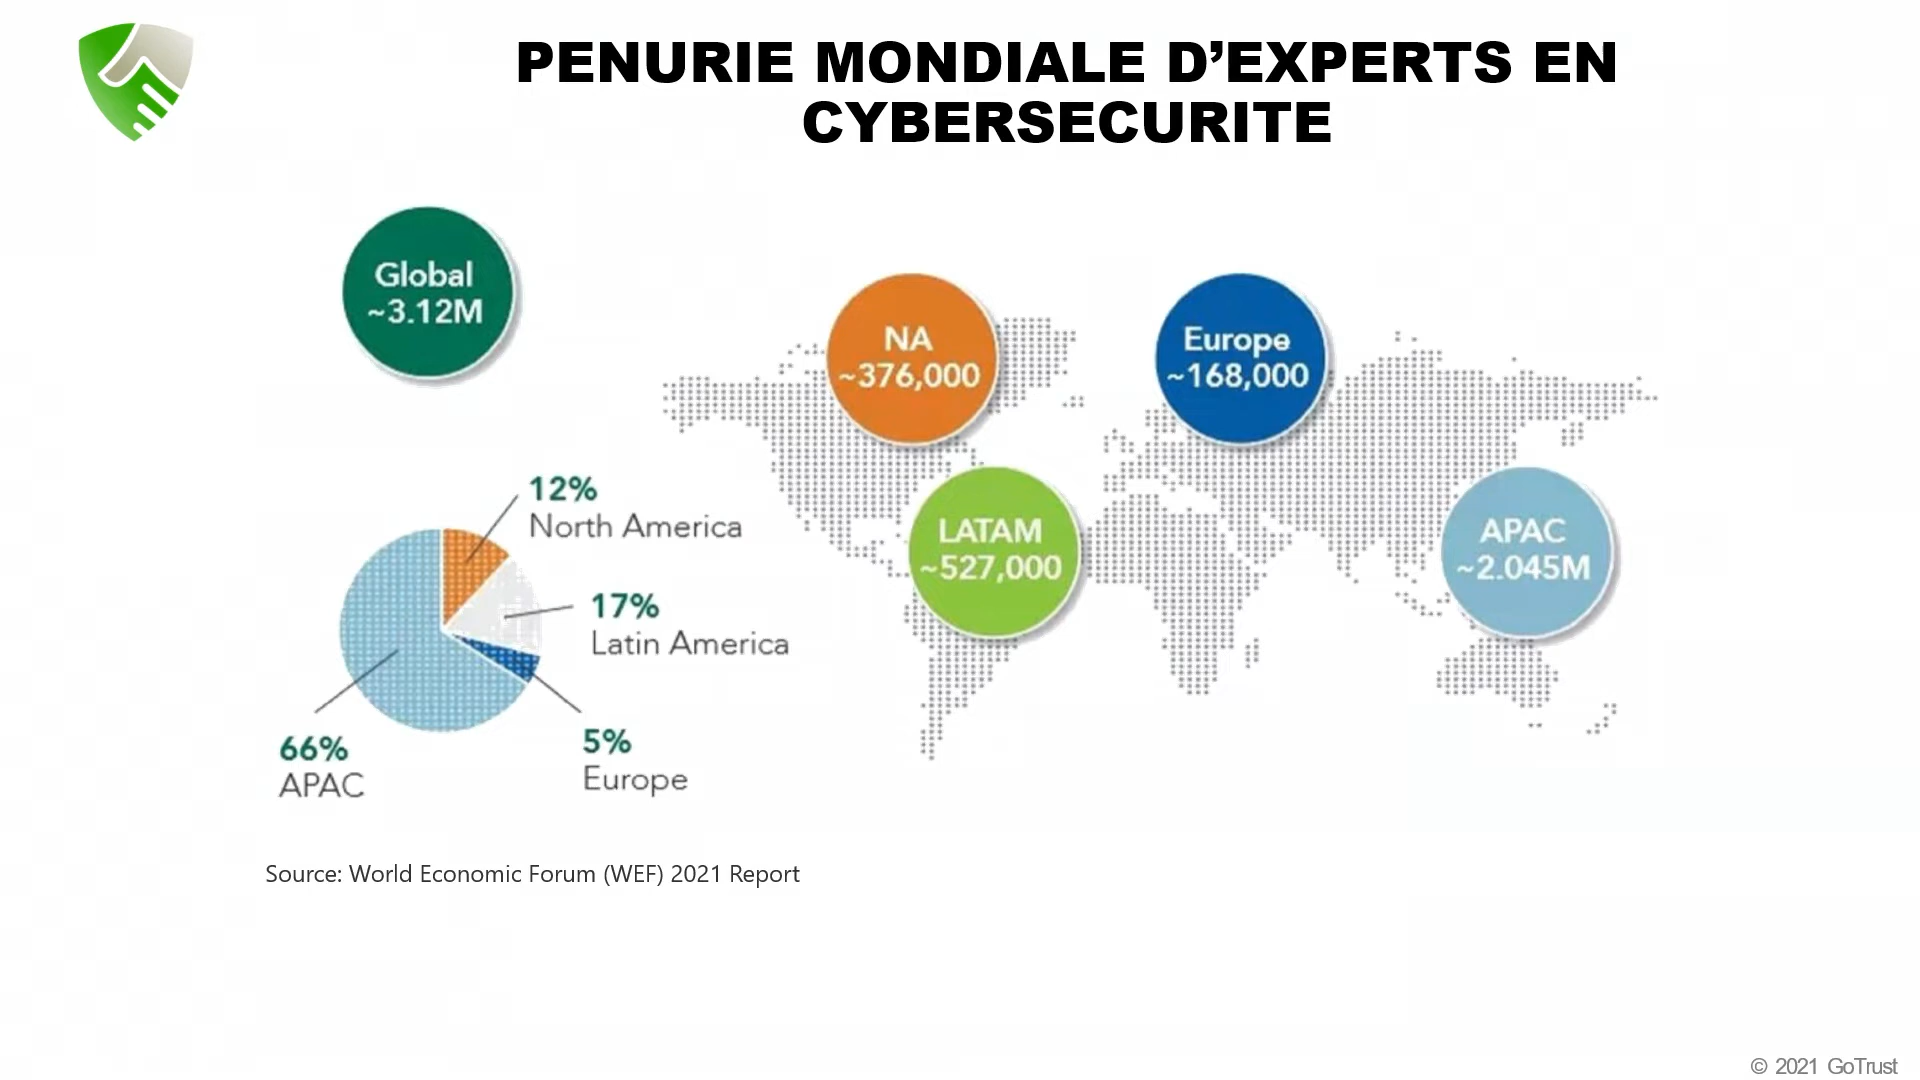 PENURIE MONDIALE D’EXPERTS EN
CYBERSECURITE
Global
~3.12M
NA
~376,000
Europe
~168,000
LATAM
~527,000
APAC
~2.045M
12%
North America
17%
Latin America
5%
Europe
66%
APAC
Source: World Economic Forum (WEF) 2021 Report
© 2021 GoTrust